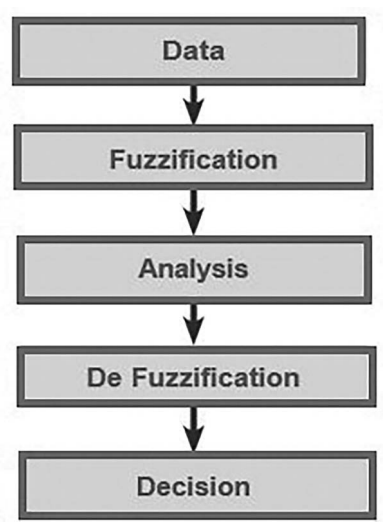 Data
Fuzzification
Analysis
De Fuzzification
Decision